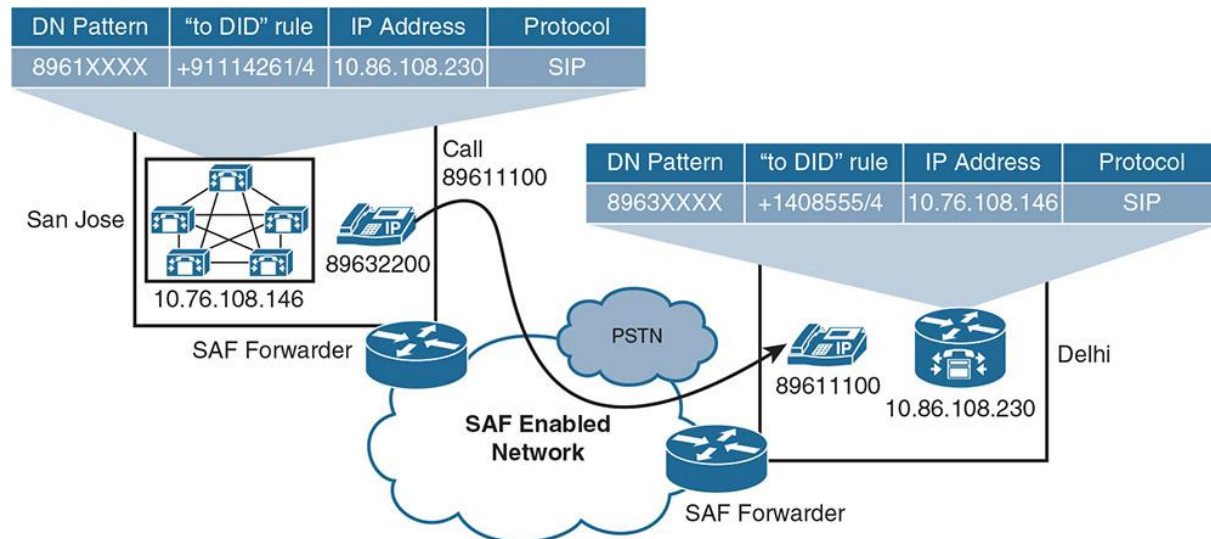 DN Pattern “to DID” rule IP Address Protocol
8961XXXX +91114261/4 10.86.108.230 SIP
Call
89611100
DN Pattern “to DID” rule IP Address Protocol
8963XXXX +1408555/4 10.76.108.146 SIP
San Jose
IP
89632200
10.76.108.146
SAF Forwarder
PSTN
IP
89611100
Delhi
10.86.108.230
SAF Enabled
Network
SAF Forwarder